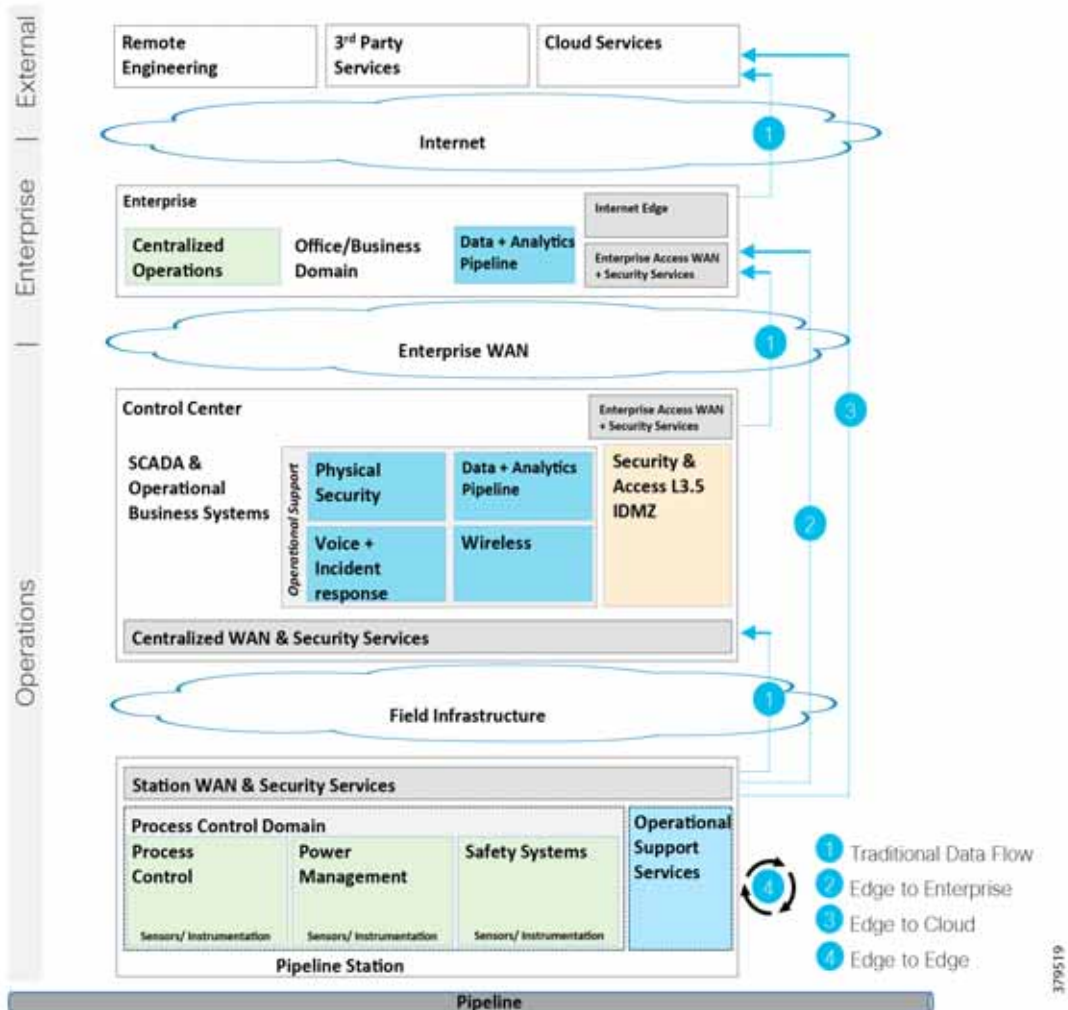 External
Remote
Engineering
3rd Party
Services
Cloud Services
Internet
1
Enterprise
Enterprise
Centralized
Operations
Office/Business
Domain
Data + Analytics
Pipeline
Internet Edge
Enterprise Access WAN
+ Security Services
Enterprise WAN
1
3
Operations
Control Center
Enterprise Access WAN
+ Security Services
SCADA &
Operational
Business Systems
Operational Support
Physical
Security
Data + Analytics
Pipeline
Voice +
Incident
response
Wireless
Security &
Access L3.5
IDMZ
2
Centralized WAN & Security Services
Field Infrastructure
1
Station WAN & Security Services
Process Control Domain
Process
Control
Sensors/ Instrumentation
Power
Management
Sensors/ Instrumentation
Safety Systems
Sensors/ Instrumentation
Operational
Support
Services
Pipeline Station
4
1 Traditional Data Flow
2 Edge to Enterprise
3 Edge to Cloud
4 Edge to Edge
379519
Pipeline